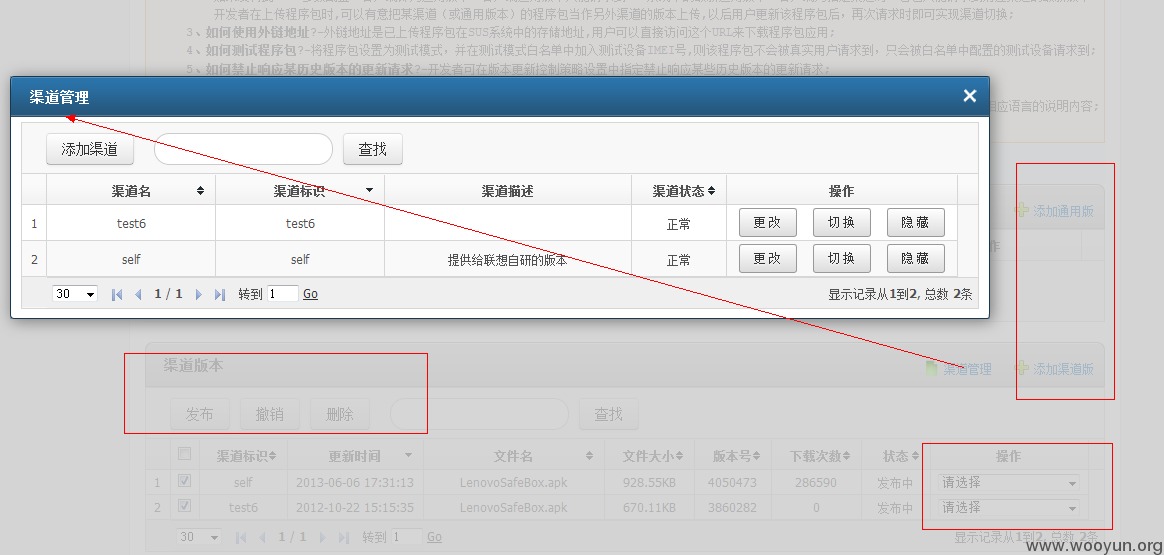 开发者在上传程序包时,可以有意把某渠道（或通用版本）的程序包当作另外渠道的版本上传,以后用户更新该程序包后，再次请求时即可实现渠道切换;
3、如何使用外链地址?-外链地址是已上传程序包在SUS系统中的存储地址,用户可以直接访问这个URL来下载程序包应用;
4、如何测试程序包?-将程序包设置为测试模式，并在测试模式白名单中加入测试设备IMEI号,则该程序包不会被真实用户请求到，只会被白名单中配置的测试设备请求到;
5、如何禁止响应某历史版本的更新请求?-开发者可在版本更新控制策略设置中指定禁止响应某些历史版本的更新请求;
相应语言的说明内容;
渠道管理
添加渠道 查找
渠道名 渠道标识 渠道描述 渠道状态 操作
1 test6 test6 正常 更改 切换 隐藏
2 self self 提供给联想自研的版本 正常 更改 切换 隐藏
30 1 / 1 转到 1 Go 显示记录从1到2, 总数 2条
添加通用版
作
渠道版本 渠道管理 添加渠道版
发布 撤销 删除 查找
渠道标识 更新时间 文件名 文件大小 版本号 下载次数 状态 操作
1 self 2013-06-06 17:31:13 LenovoSafeBox.apk 928.55KB 4050473 286590 发布中 请选择
2 test6 2012-10-22 15:15:35 LenovoSafeBox.apk 670.11KB 3860282 0 发布中 请选择
30 1 / 1 转到 1 Go 显示记录从1到2, 总数 2条
www.wooyun.org